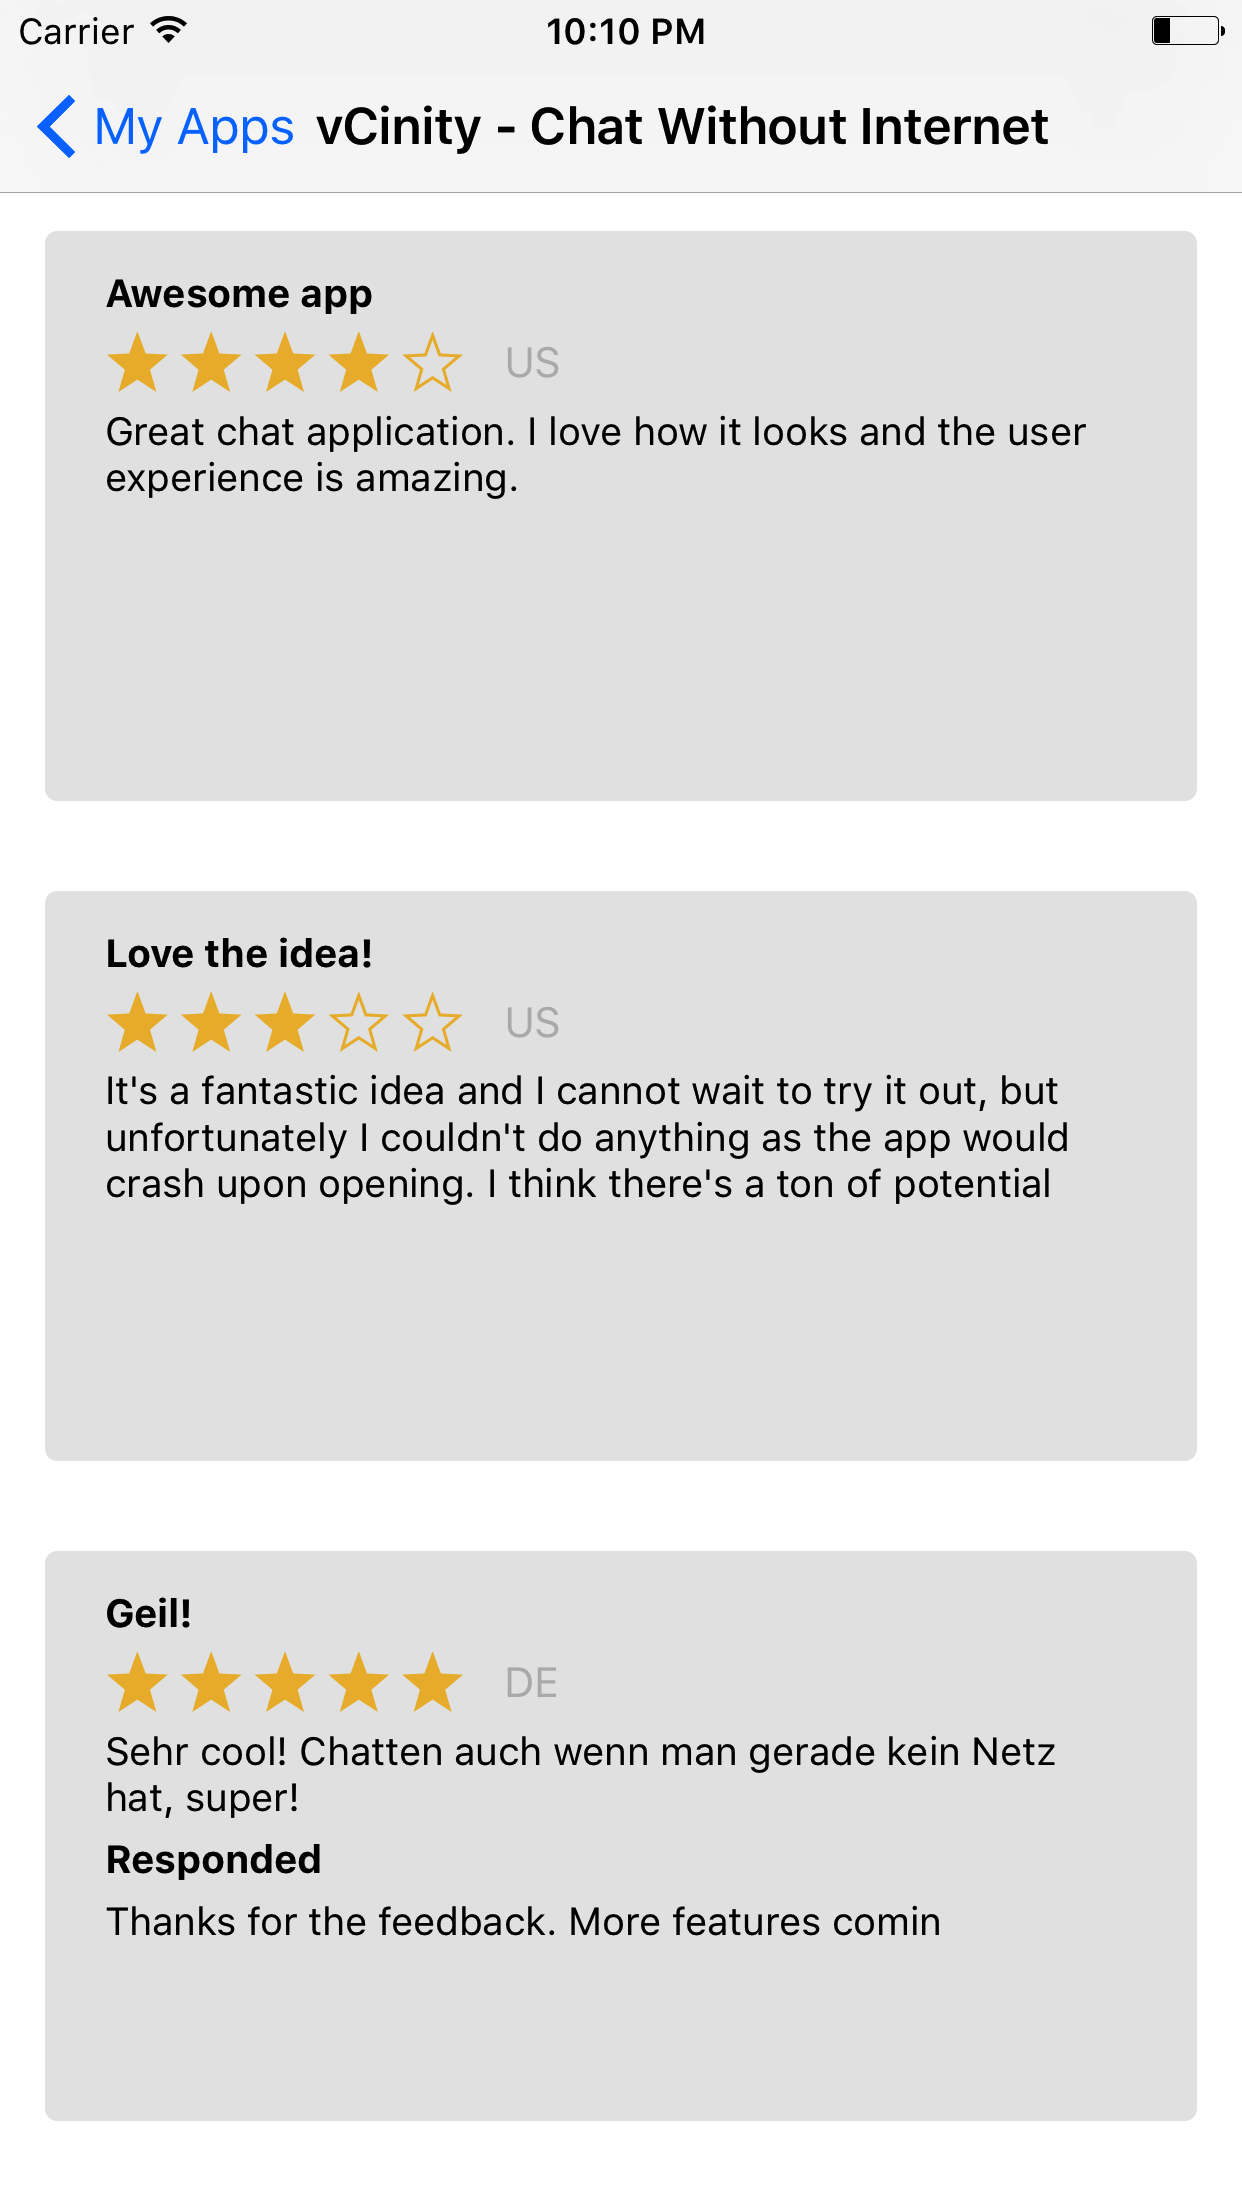 Carrier 10:10 PM
My Apps vCinity - Chat Without Internet
Awesome app
US
Great chat application. I love how it looks and the user
experience is amazing.
Love the idea!
US
It's a fantastic idea and I cannot wait to try it out, but
unfortunately I couldn't do anything as the app would
crash upon opening. I think there's a ton of potential
Geil!
DE
Sehr cool! Chatten auch wenn man gerade kein Netz
hat, super!
Responded
Thanks for the feedback. More features comin